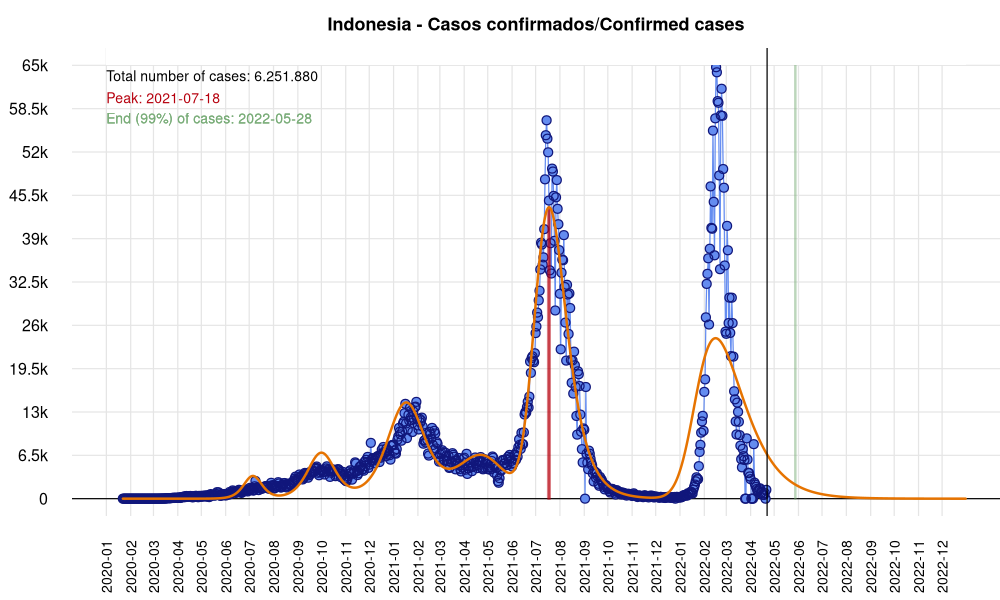 Indonesia - Casos confirmados/Confirmed cases
Total number of cases: 6.251.880
Peak: 2021-07-18
End (99%) of cases: 2022-05-28
65k
58.5k
52k
45.5k
39k
32.5k
26k
19.5k
13k
6.5k
0
2020-01
2020-02
2020-03
2020-04
2020-05
2020-06
2020-07
2020-08
2020-09
2020-10
2020-11
2020-12
2021-01
2021-02
2021-03
2021-04
2021-05
2021-06
2021-07
2021-08
2021-09
2021-10
2021-11
2021-12
2022-01
2022-02
2022-03
2022-04
2022-05
2022-06
2022-07
2022-08
2022-09
2022-10
2022-11
2022-12